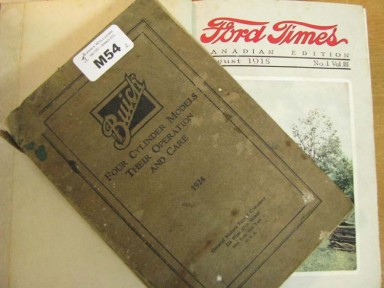 Ford Times
CANADIAN EDITION
August 1915
No. 1 Vol. III
M54
Buick
FOUR CYLINDER MODELS
THEIR OPERATION
AND CARE
1924